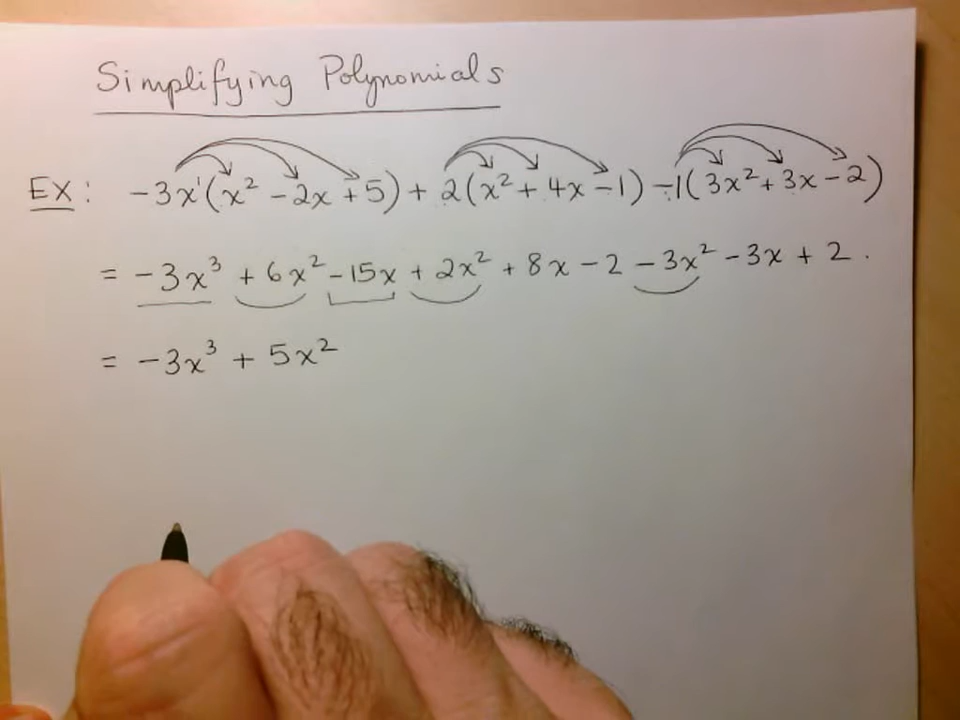 Simplifying Polynomials
EX: -3x¹(x² - 2x + 5) + 2(x² + 4x - 1) - 1(3x² + 3x - 2)
= -3x³ + 6x² - 15x + 2x² + 8x - 2 - 3x² - 3x + 2.
= -3x³ + 5x²